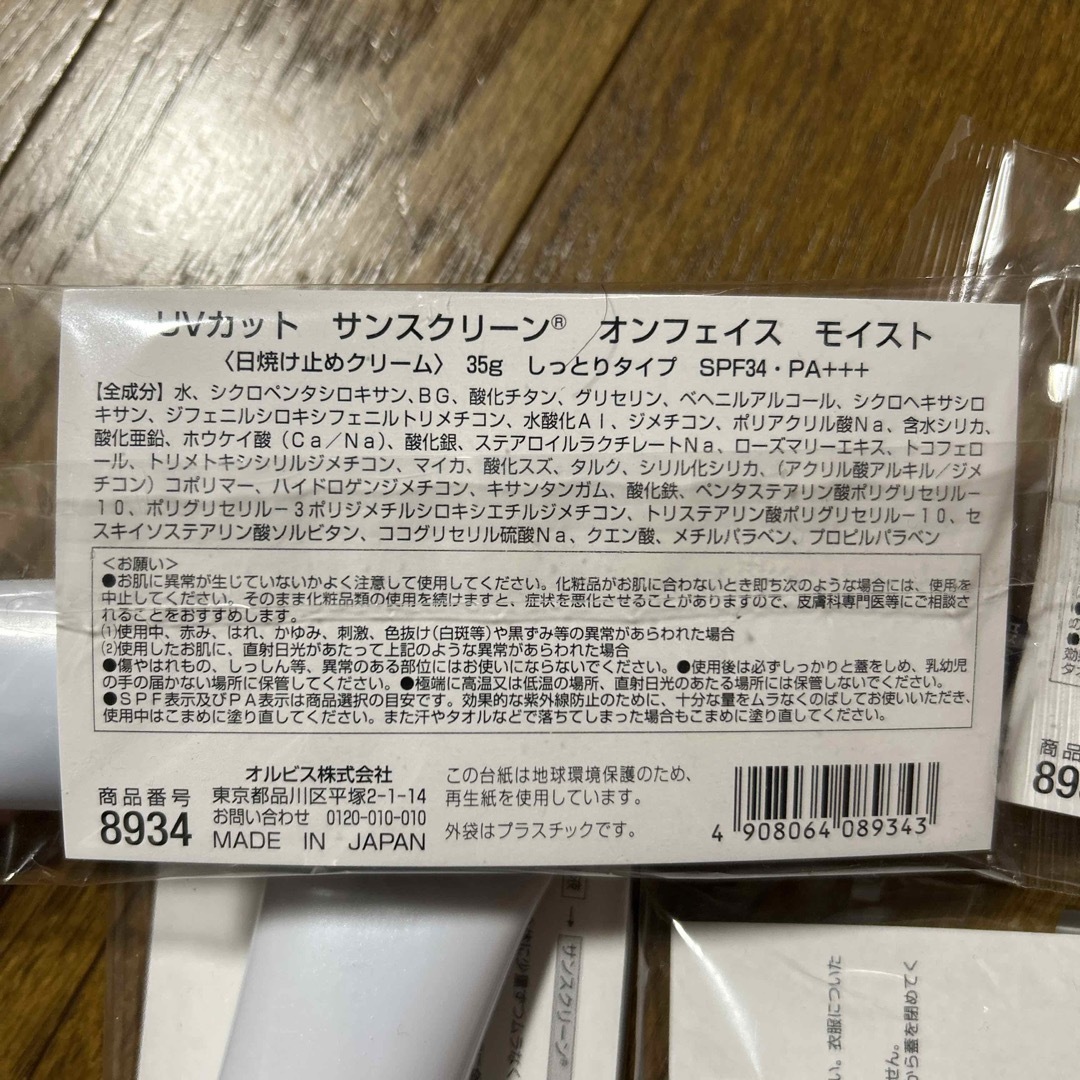 UVカット サンスクリーン® オンフェイス モイスト
〈日焼け止めクリーム〉 35g しっとりタイプ SPF34・PA+++
【全成分】水、シクロペンタシロキサン、BG、酸化チタン、グリセリン、ベヘニルアルコール、シクロヘキサシロ
キサン、ジフェニルシロキシフェニルトリメチコン、水酸化Al、ジメチコン、ポリアクリル酸Na、含水シリカ、
酸化亜鉛、ホウケイ酸(Ca/Na)、酸化銀、ステアロイルラクチレートNa、ローズマリーエキス、トコフェロ
ール、トリメトキシシリルジメチコン、マイカ、酸化スズ、タルク、シリル化シリカ、(アクリル酸アルキル/ジメ
チコン)コポリマー、ハイドロゲンジメチコン、キサンタンガム、酸化鉄、ペンタステアリン酸ポリグリセリル-
10、ポリグリセリル-3ポリジメチルシロキシエチルジメチコン、トリステアリン酸ポリグリセリル-10、セ
スキイソステアリン酸ソルビタン、ココグリセリル硫酸Na、クエン酸、メチルパラベン、プロピルパラベン
<お願い>
●お肌に異常が生じていないかよく注意して使用してください。化粧品がお肌に合わないとき即ち次のような場合には、使用を
中止してください。そのまま化粧品類の使用を続けますと、症状を悪化させることがありますので、皮膚科専門医等にご相談さ
れることをおすすめします。
(1)使用中、赤み、はれ、かゆみ、刺激、色抜け(白斑等)や黒ずみ等の異常があらわれた場合
(2)使用したお肌に、直射日光があたって上記のような異常があらわれた場合
●傷やはれもの、しっしん等、異常のある部位にはお使いにならないでください。●使用後は必ずしっかりと蓋をしめ、乳幼児
の手の届かない場所に保管してください。●極端に高温又は低温の場所、直射日光のあたる場所には保管しないでください。
●SPF表示及びPA表示は商品選択の目安です。効果的な紫外線防止のために、十分な量をムラなくのばしてお使いいただき、
使用中はこまめに塗り直してください。また汗やタオルなどで落ちてしまった場合もこまめに塗り直してください。
商品番号
8934
オルビス株式会社
東京都品川区平塚2-1-14
お問い合わせ 0120-010-010
MADE IN JAPAN
この台紙は地球環境保護のため、
再生紙を使用しています。
外袋はプラスチックです。
4 908064 089343
商品
893
効
タ
液 → サンスクリーン®
に少量ずつムラなく
い。衣服についた
せん。
から蓋を閉めてく